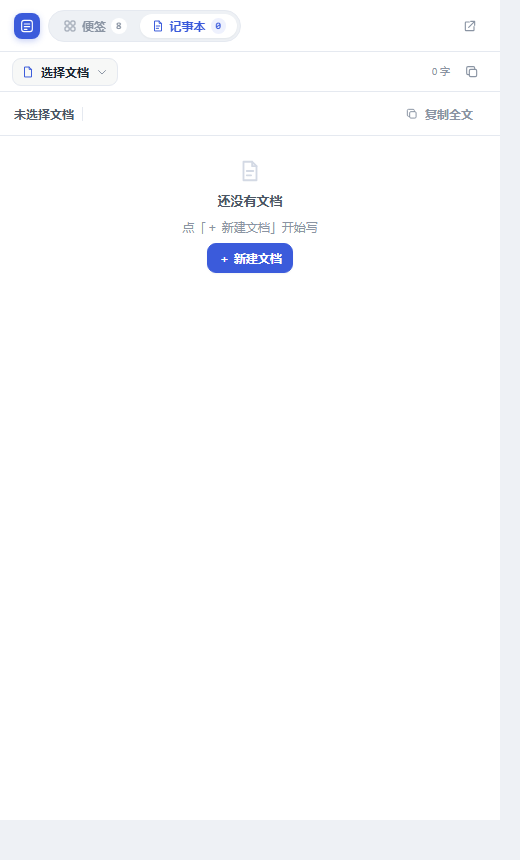 便签 8 记事本 0
选择文档 0 字
未选择文档 复制全文
还没有文档
点「+ 新建文档」开始写
+ 新建文档